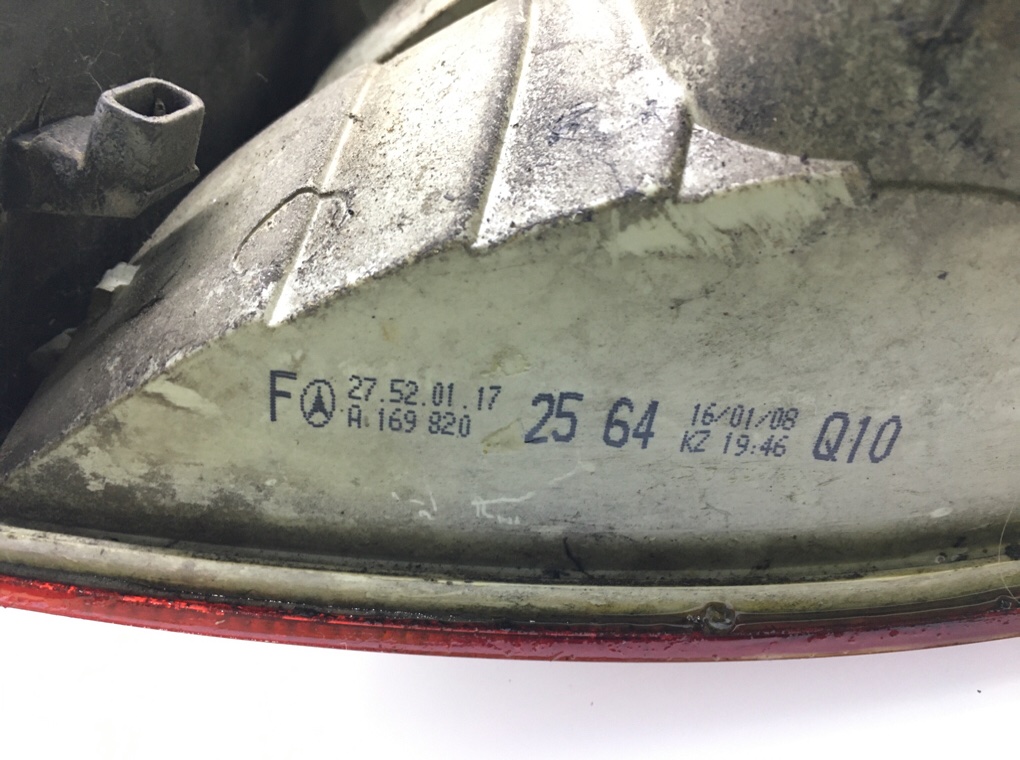 F 27.52.01.17
A 169 820 25 64 16/01/08
KZ 19:46 Q10